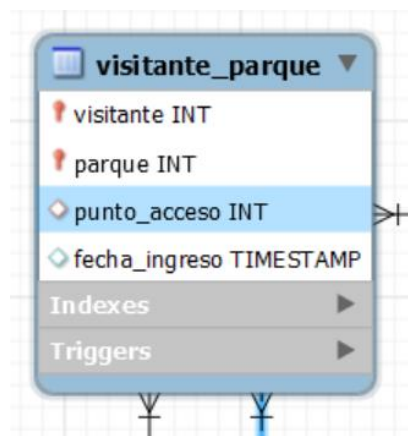 visitante_parque
visitante INT
parque INT
punto_acceso INT
fecha_ingreso TIMESTAMP
Indexes
Triggers